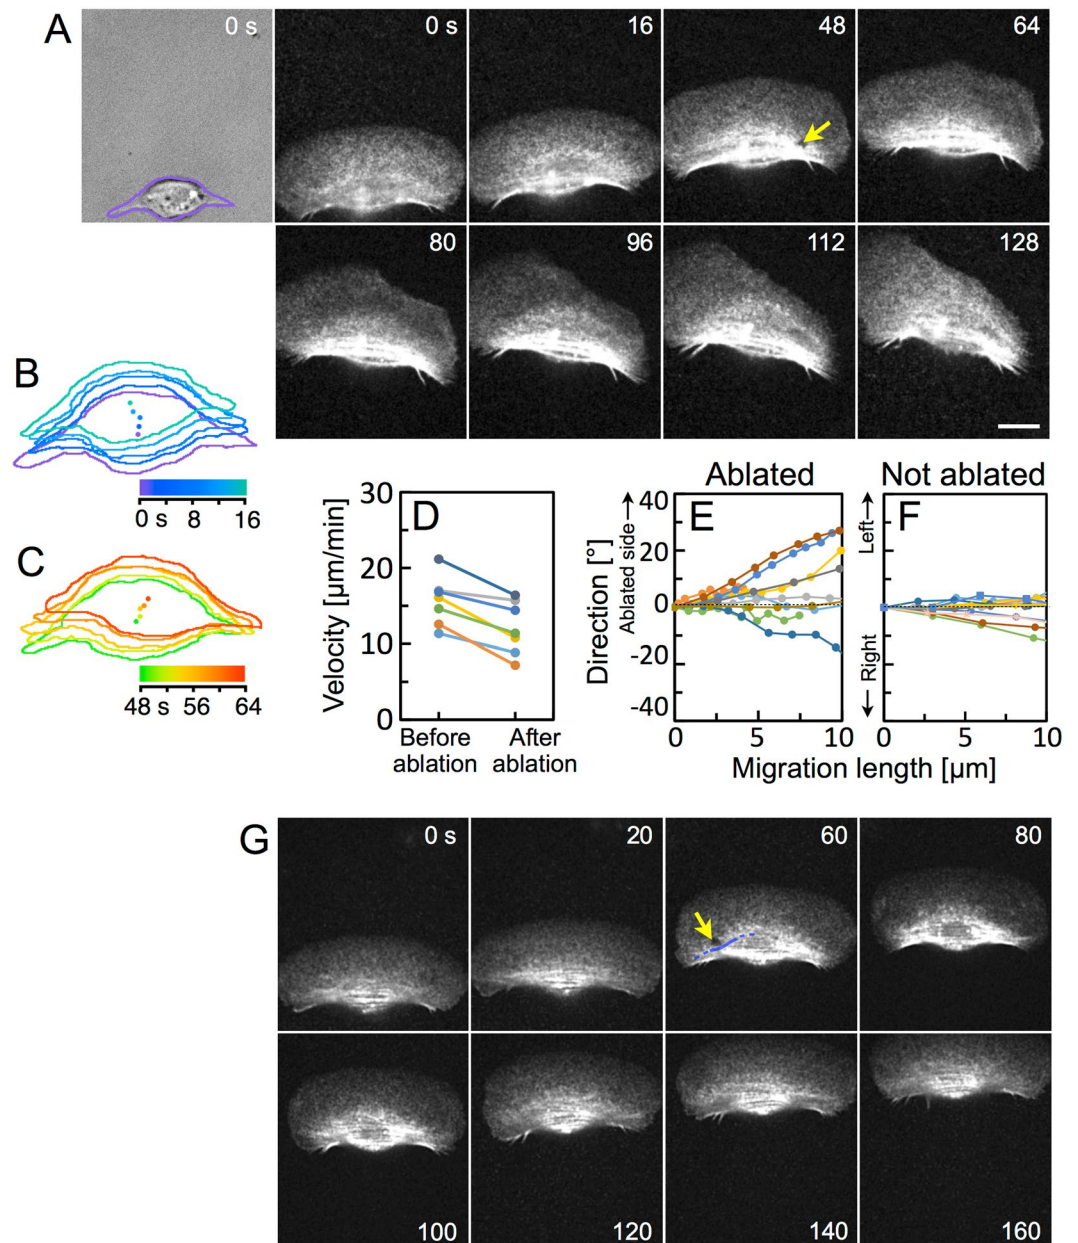 A
0 s
0 s
16
48
64
80
96
112
128
B
0 s 8 16
C
48 s 56 64
D
Velocity [µm/min]
30
20
10
0
Before ablation
After ablation
Ablated
E
Direction [°]
Ablated side →
40
20
0
-20
-40
0 5 10
Not ablated
F
Left →
← Right
0 5 10
Migration length [µm]
G
0 s
20
60
80
100
120
140
160